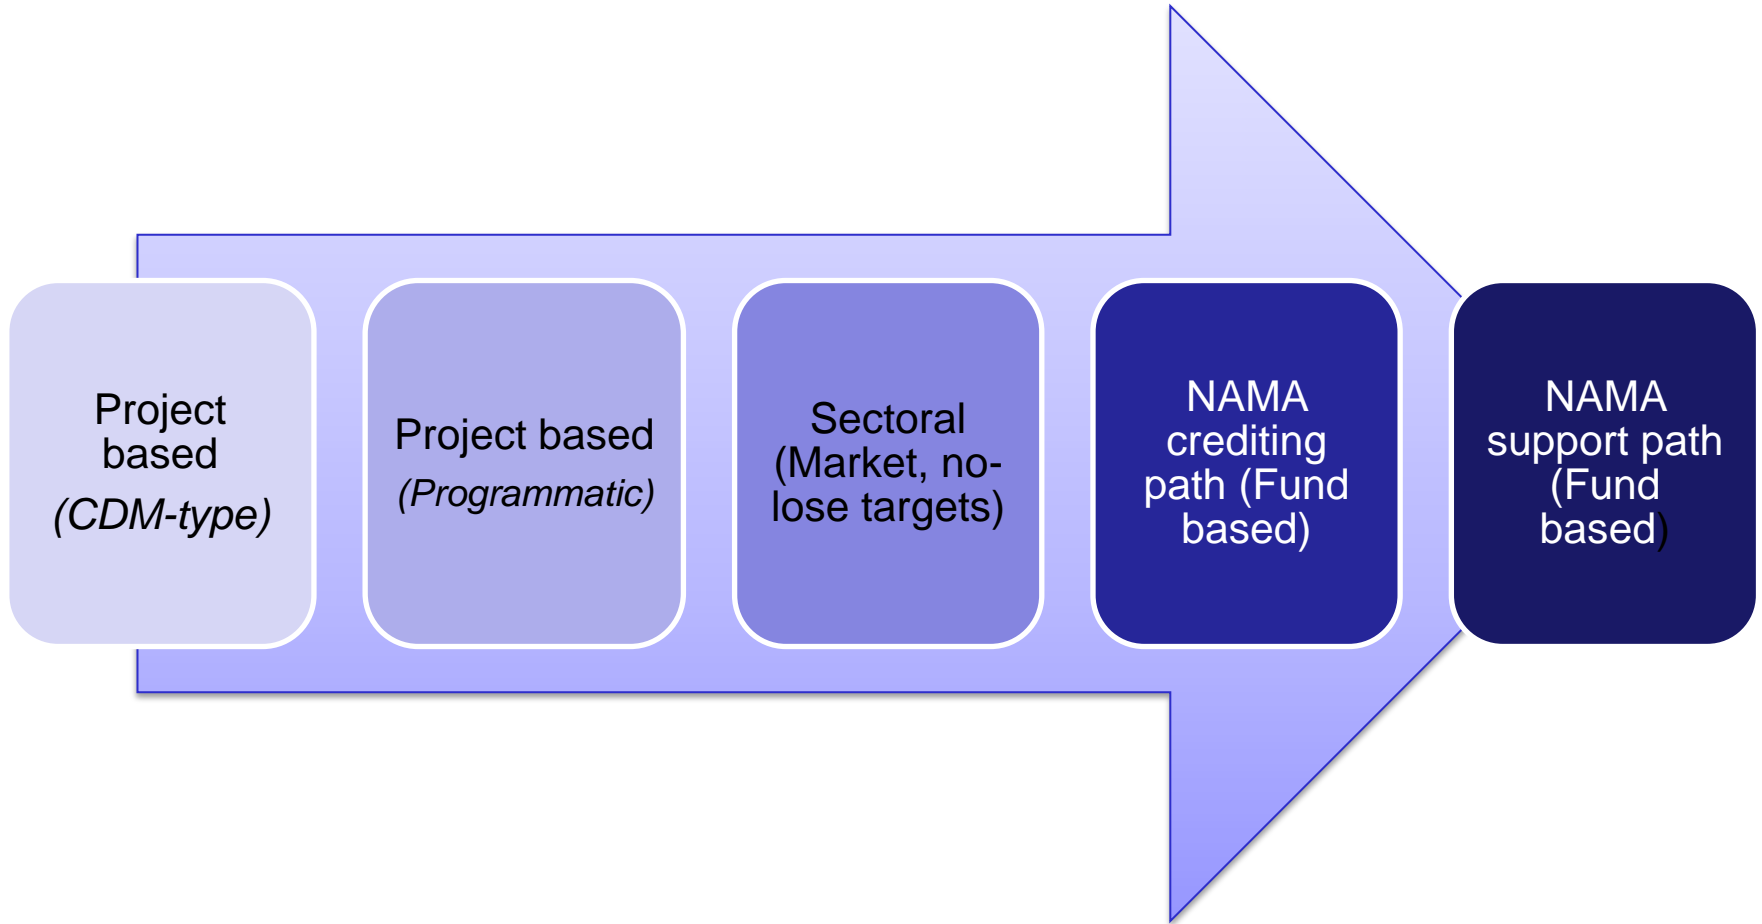 Project
based
(CDM-type)
Project based
(Programmatic)
Sectoral
(Market, no-
lose targets)
NAMA
crediting
path (Fund
based)
NAMA
support path
(Fund
based)